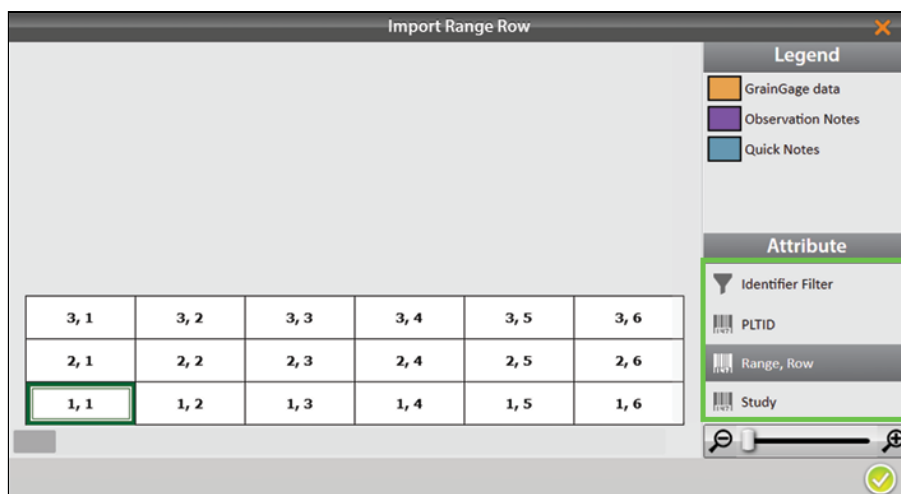 Import Range Row
Legend
GrainGage data
Observation Notes
Quick Notes
Attribute
Identifier Filter
PLTID
Range, Row
Study
3, 1 3, 2 3, 3 3, 4 3, 5 3, 6
2, 1 2, 2 2, 3 2, 4 2, 5 2, 6
1, 1 1, 2 1, 3 1, 4 1, 5 1, 6